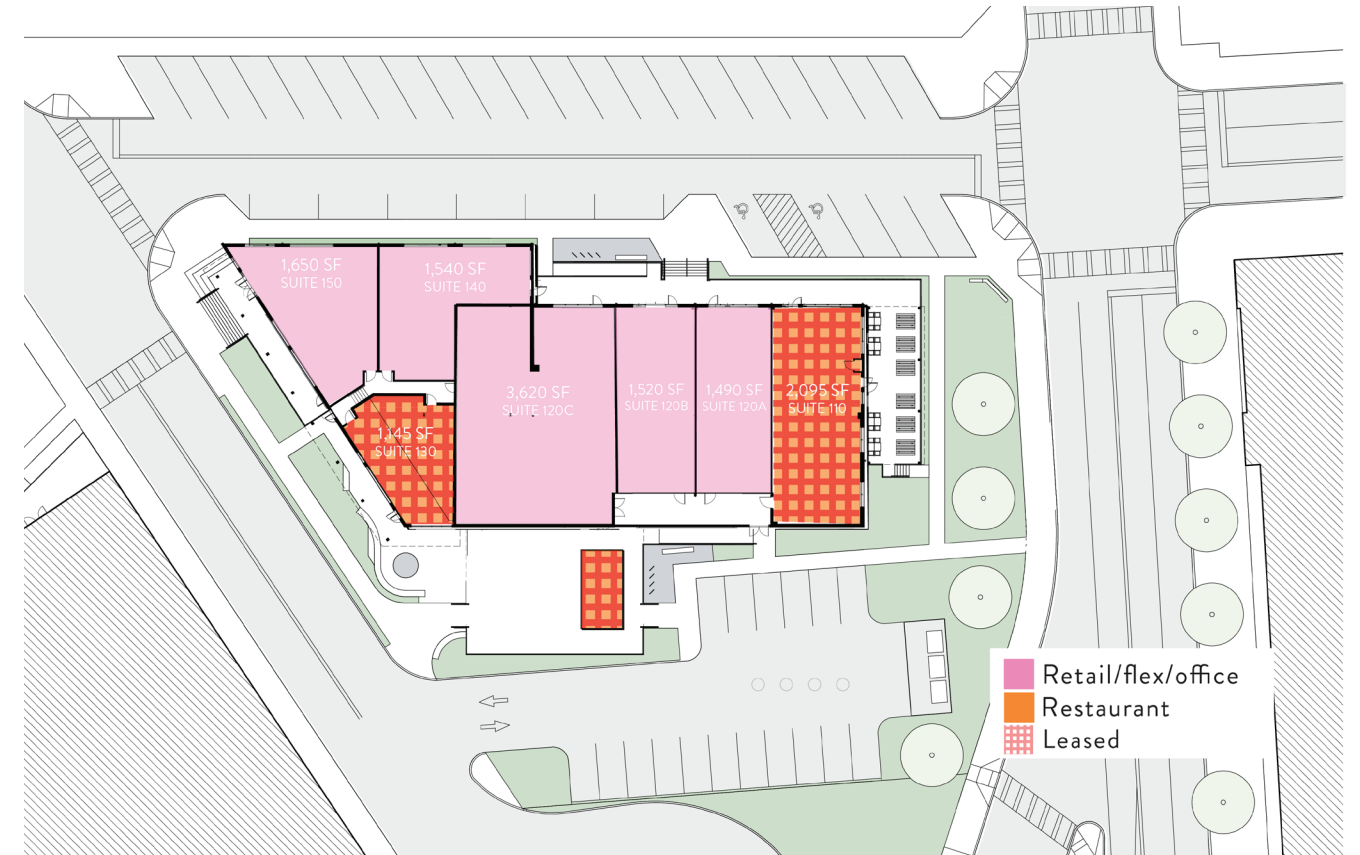 1,650 SF
SUITE 150
1,540 SF
SUITE 140
3,620 SF
SUITE 120C
1,520 SF
SUITE 120B
1,490 SF
SUITE 120A
2,095 SF
SUITE 110
1,145 SF
SUITE 130
Retail/flex/office
Restaurant
Leased